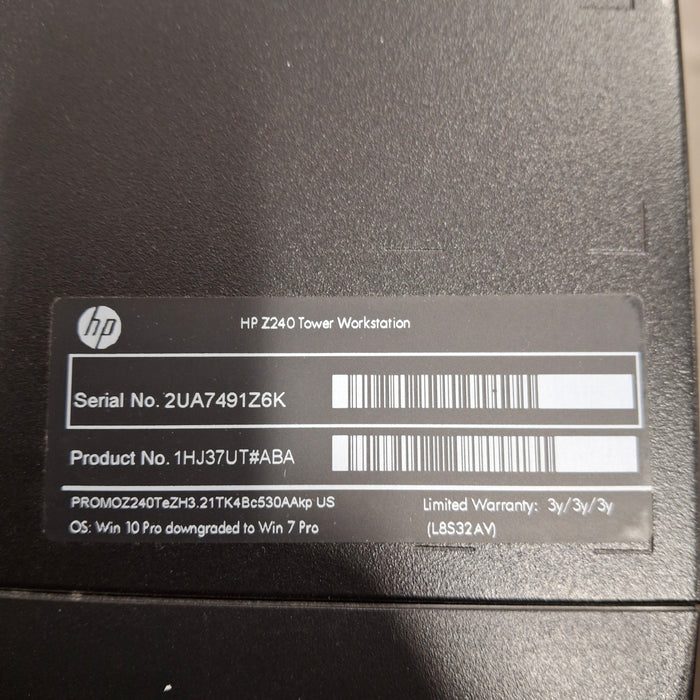 hp
HP Z240 Tower Workstation
Serial No. 2UA7491Z6K
Product No. 1HJ37UT#ABA
PROMOZ240TeZH3.21TK4Bc530AAkp US
Limited Warranty: 3y/3y/3y
OS: Win 10 Pro downgraded to Win 7 Pro
(L8S32AV)